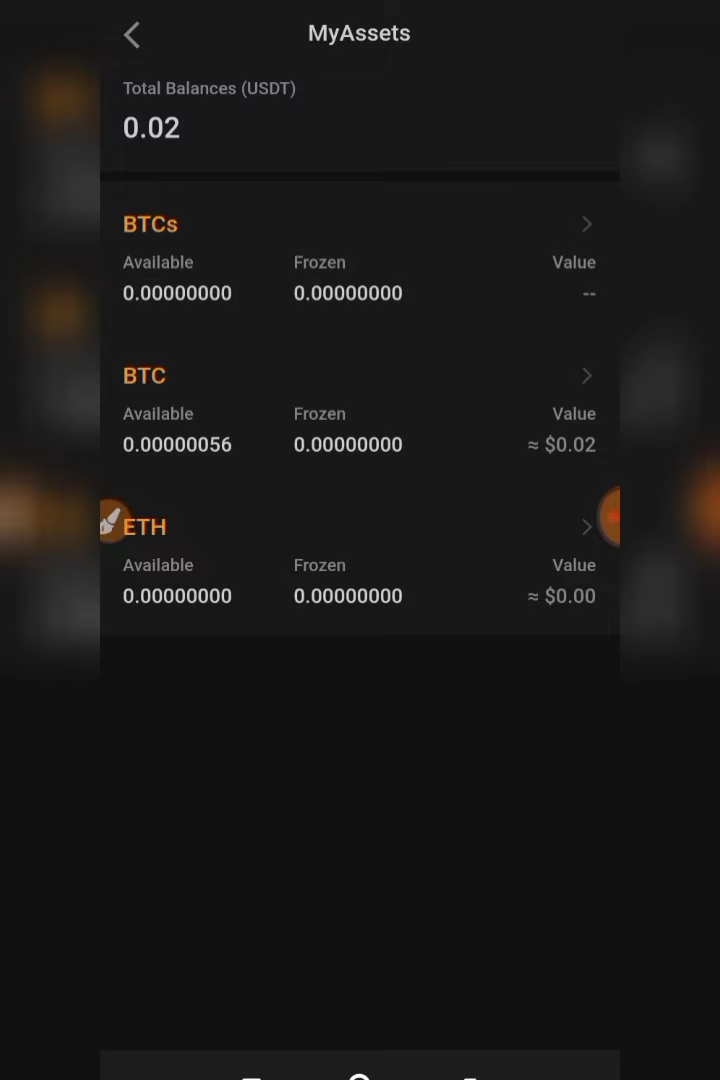 MyAssets
Total Balances (USDT)
0.02
BTCs
Available Frozen Value
0.00000000 0.00000000 --
BTC
Available Frozen Value
0.00000056 0.00000000 ≈ $0.02
ETH
Available Frozen Value
0.00000000 0.00000000 ≈ $0.00